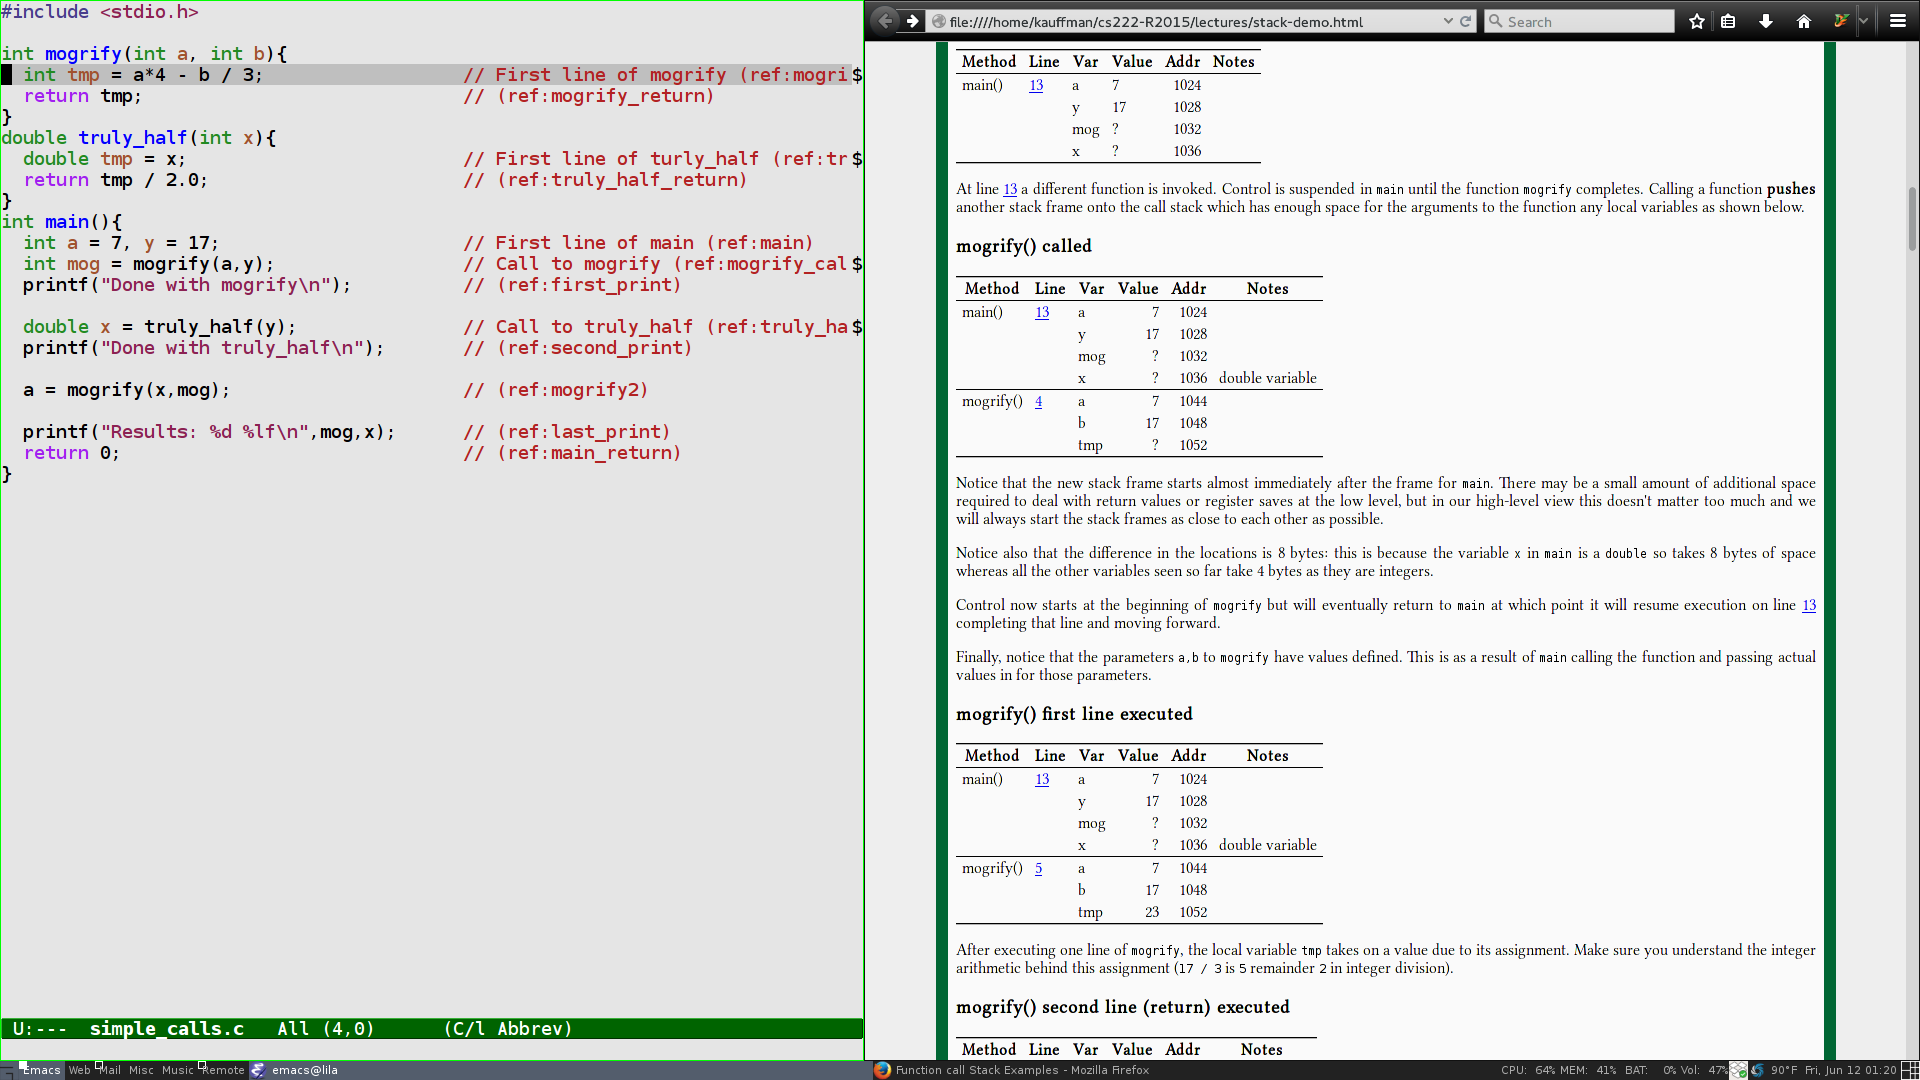 #include <stdio.h>
int mogrify(int a, int b){
int tmp = a*4 - b / 3; // First line of mogrify (ref:mogri$
return tmp; // (ref:mogrify_return)
}
double truly_half(int x){
double tmp = x; // First line of turly_half (ref:tr$
return tmp / 2.0; // (ref:truly_half_return)
}
int main(){
int a = 7, y = 17; // First line of main (ref:main)
int mog = mogrify(a,y); // Call to mogrify (ref:mogrify_cal$
printf("Done with mogrify\n"); // (ref:first_print)
double x = truly_half(y); // Call to truly_half (ref:truly_ha$
printf("Done with truly_half\n"); // (ref:second_print)
a = mogrify(x,mog); // (ref:mogrify2)
printf("Results: %d %lf\n",mog,x); // (ref:last_print)
return 0; // (ref:main_return)
}
U:--- simple_calls.c All (4,0) (C/l Abbrev)
file:////home/kauffman/cs222-R2015/lectures/stack-demo.html
Search
Method Line Var Value Addr Notes
main() 13 a 7 1024
y 17 1028
mog ? 1032
x ? 1036
At line 13 a different function is invoked. Control is suspended in main until the function mogrify completes. Calling a function pushes
another stack frame onto the call stack which has enough space for the arguments to the function any local variables as shown below.
mogrify() called
Method Line Var Value Addr Notes
main() 13 a 7 1024
y 17 1028
mog ? 1032
x ? 1036 double variable
mogrify() 4 a 7 1044
b 17 1048
tmp ? 1052
Notice that the new stack frame starts almost immediately after the frame for main. There may be a small amount of additional space
required to deal with return values or register saves at the low level, but in our high-level view this doesn't matter too much and we
will always start the stack frames as close to each other as possible.
Notice also that the difference in the locations is 8 bytes: this is because the variable x in main is a double so takes 8 bytes of space
whereas all the other variables seen so far take 4 bytes as they are integers.
Control now starts at the beginning of mogrify but will eventually return to main at which point it will resume execution on line 13
completing that line and moving forward.
Finally, notice that the parameters a,b to mogrify have values defined. This is as a result of main calling the function and passing actual
values in for those parameters.
mogrify() first line executed
Method Line Var Value Addr Notes
main() 13 a 7 1024
y 17 1028
mog ? 1032
x ? 1036 double variable
mogrify() 5 a 7 1044
b 17 1048
tmp 23 1052
After executing one line of mogrify, the local variable tmp takes on a value due to its assignment. Make sure you understand the integer
arithmetic behind this assignment (17 / 3 is 5 remainder 2 in integer division).
mogrify() second line (return) executed
Method Line Var Value Addr Notes
Emacs Web Mail Misc Music Remote emacs@lila Function call Stack Examples - Mozilla Firefox CPU: 64% MEM: 41% BAT: 0% Vol: 47% 90°F Fri, Jun 12 01:20